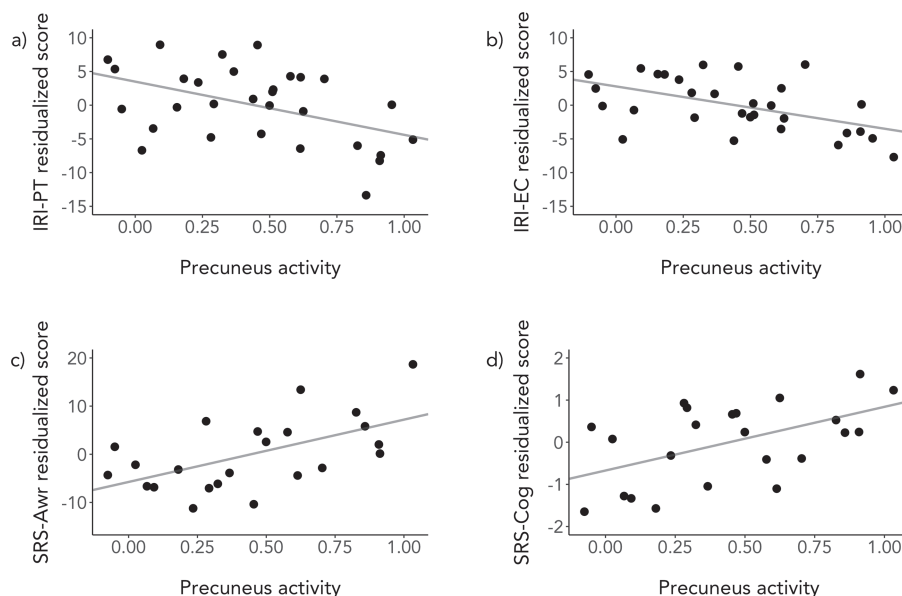 a)
IRI-PT residualized score
10
5
0
-5
-10
-15
0.00 0.25 0.50 0.75 1.00
Precuneus activity
b)
IRI-EC residualized score
10
5
0
-5
-10
-15
0.00 0.25 0.50 0.75 1.00
Precuneus activity
c)
SRS-Awr residualized score
20
10
0
-10
0.00 0.25 0.50 0.75 1.00
Precuneus activity
d)
SRS-Cog residualized score
2
1
0
-1
-2
0.00 0.25 0.50 0.75 1.00
Precuneus activity